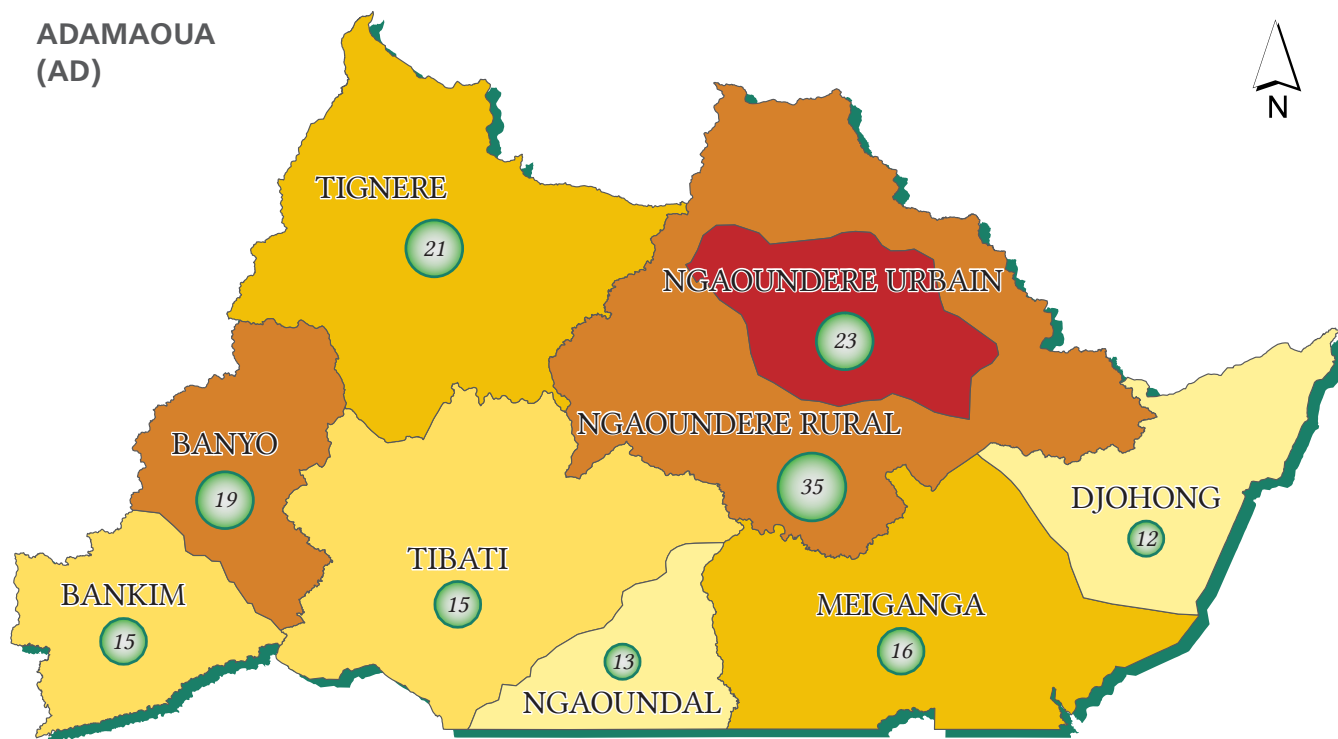 ADAMAOUA
(AD)
N
TIGNERE
21
NGAOUNDERE URBAIN
23
NGAOUNDERE RURAL
35
BANYO
19
DJOHONG
12
TIBATI
15
BANKIM
15
MEIGANGA
16
13
NGAOUNDAL